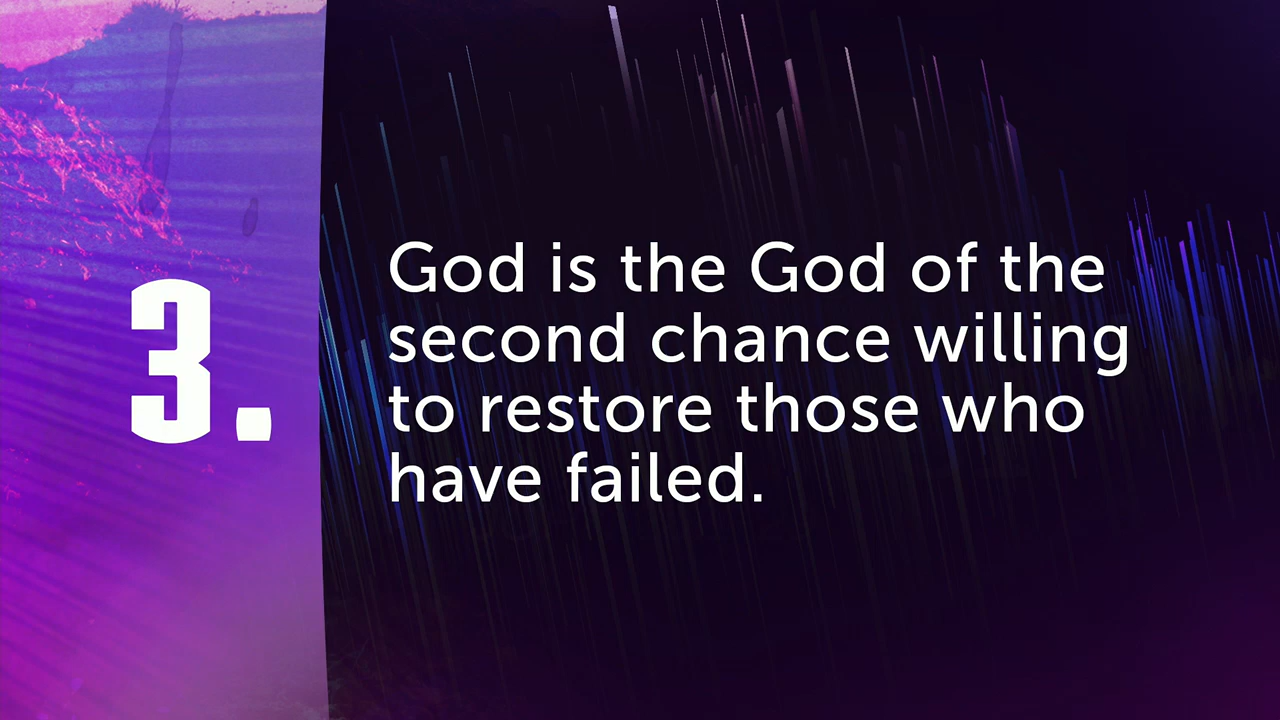 3.
God is the God of the
second chance willing
to restore those who
have failed.